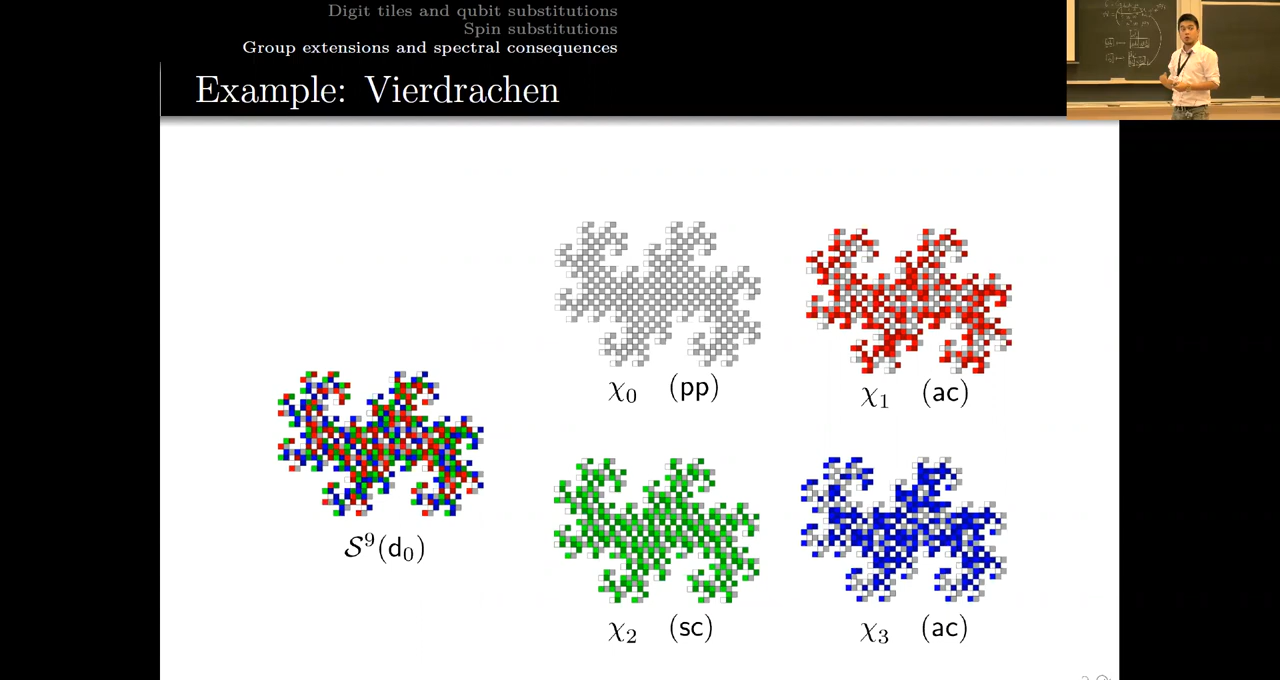 Digit tiles and qubit substitutions
Spin substitutions
Group extensions and spectral consequences
Example: Vierdrachen
χ₀ (pp)
χ₁ (ac)
𝒮⁹(d₀)
χ₂ (sc)
χ₃ (ac)